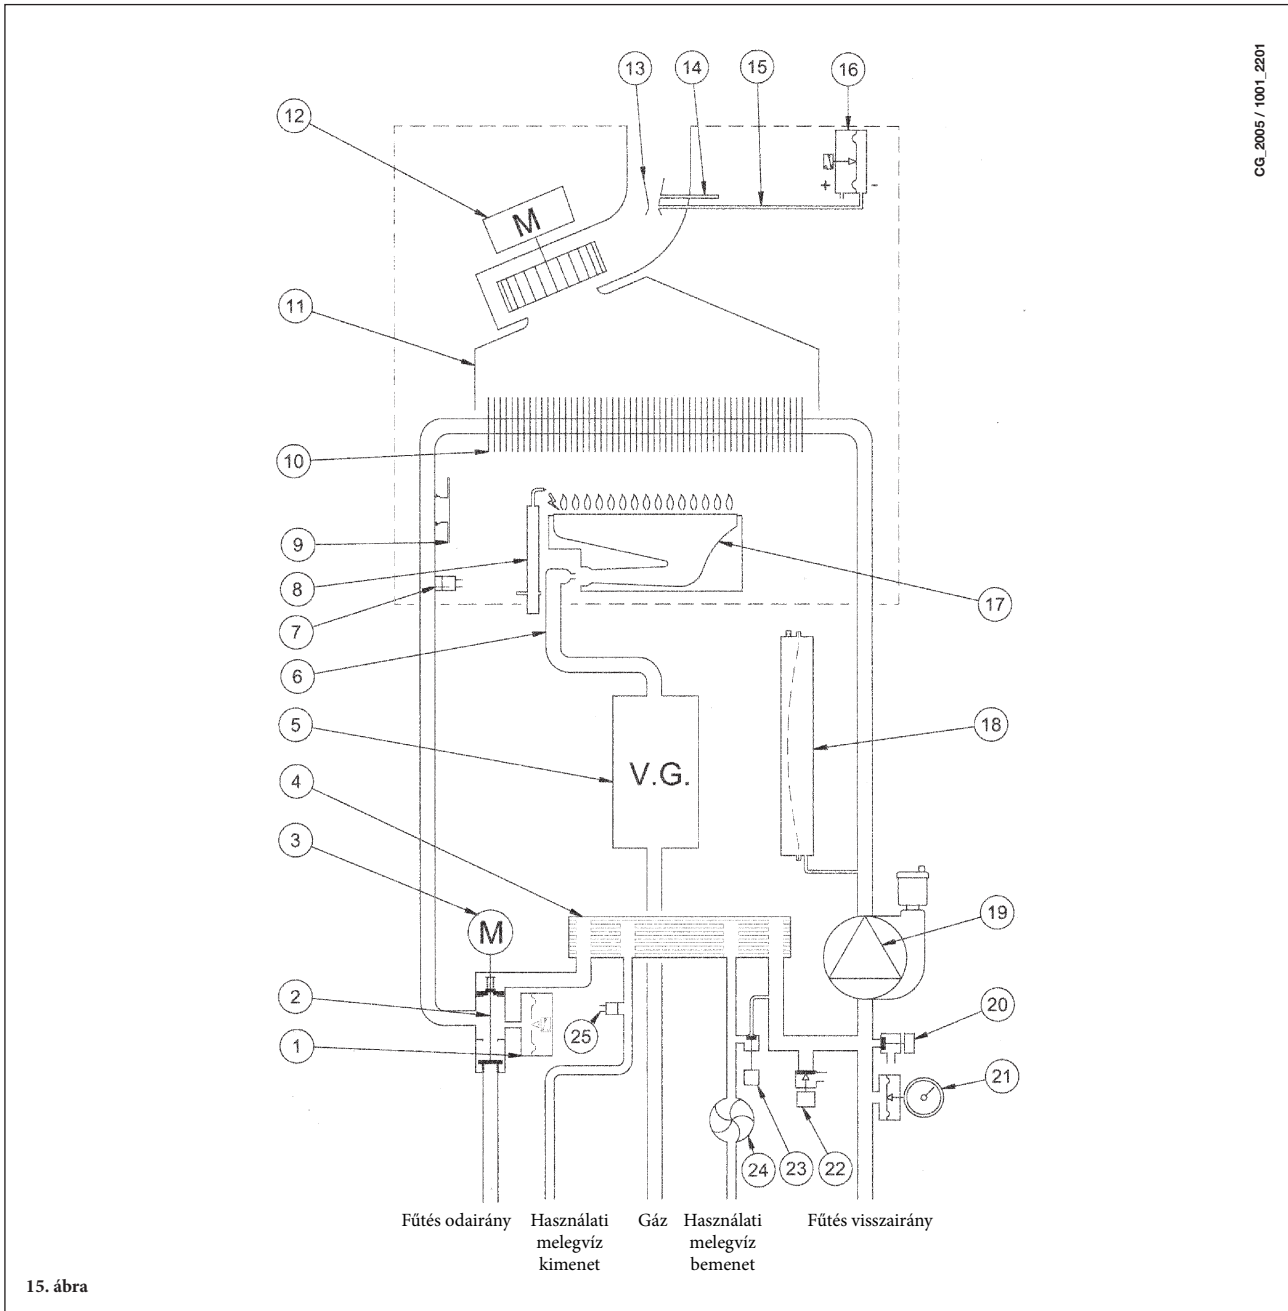 CG_2005 / 1001_2201
13
14
15
16
12
M
+
-
11
10
9
8
7
17
6
5
18
V.G.
4
3
M
19
2
20
25
1
21
24
23
22
Fűtés odairány
Használati
melegvíz
kimenet
Gáz
Használati
melegvíz
bemenet
Fűtés visszairány
15. ábra